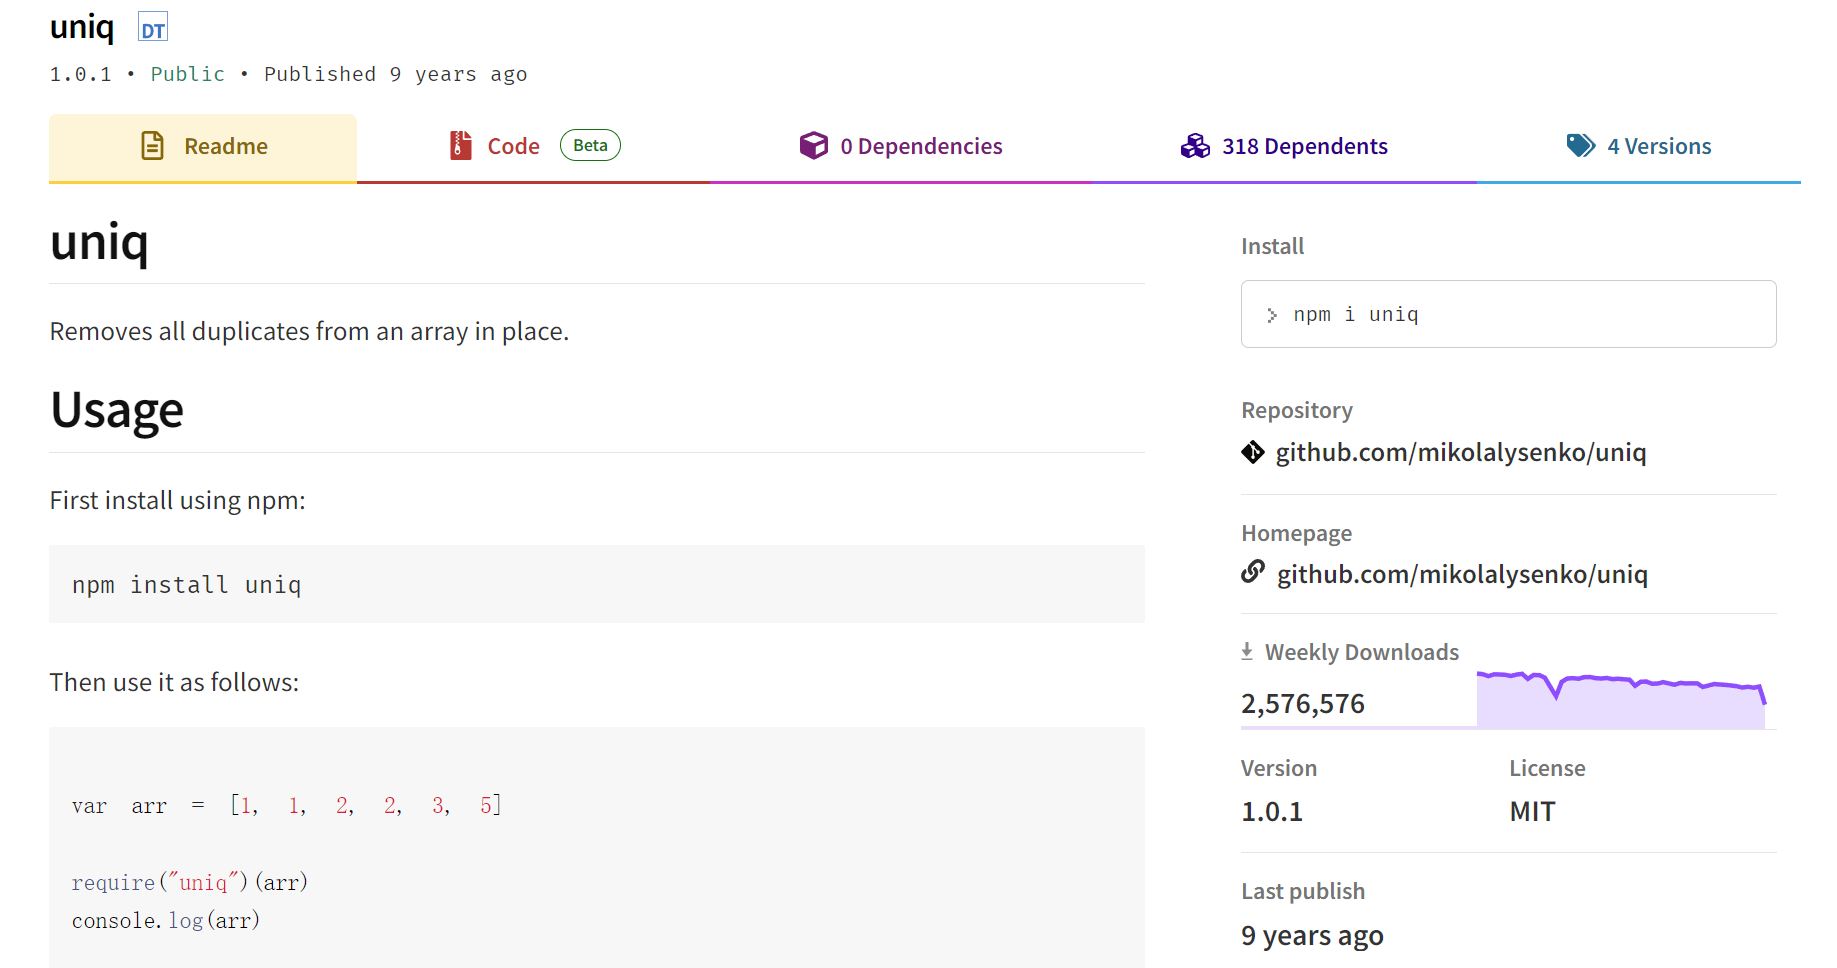 uniq DT
1.0.1 • Public • Published 9 years ago
Readme
Code Beta
0 Dependencies
318 Dependents
4 Versions
uniq
Removes all duplicates from an array in place.
Usage
First install using npm:
npm install uniq
Then use it as follows:
var arr = [1, 1, 2, 2, 3, 5]
require("uniq")(arr)
console.log(arr)
Install
> npm i uniq
Repository
github.com/mikolalysenko/uniq
Homepage
github.com/mikolalysenko/uniq
Weekly Downloads
2,576,576
Version
1.0.1
License
MIT
Last publish
9 years ago